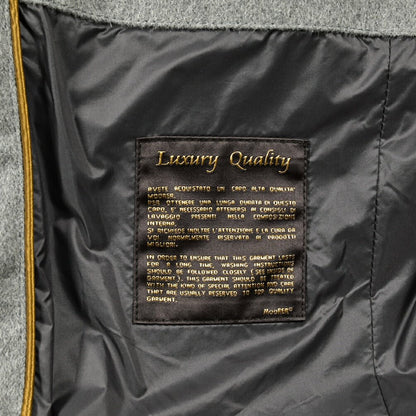 Luxury Quality
AVETE ACQUISTATO UN CAPO ALTA QUALITA'
MOORER.
PER OTTENERE UNA LUNGA DURATA DI QUESTO
CAPO, E' NECESSARIO ATTENERSI AI CONSIGLI DI
LAVAGGIO PRESENTI NELLA COMPOSIZIONE
INTERNA.
SI RICHIEDE INOLTRE L'ATTENZIONE E LA CURA DA
VOI NORMALMENTE RISERVATA AI PRODOTTI
MIGLIORI.
IN ORDER TO ENSURE THAT THIS GARMENT LASTS
FOR A LONG TIME, WASHING INSTRUCTIONS
SHOULD BE FOLLOWED CLOSELY ( SEE INSIDE OF
GARMENT ). THIS GARMENT SHOULD BE TREATED
WITH THE KIND OF SPECIAL ATTENTION AND CARE
THAT ARE USUALLY RESERVED TO TOP QUALITY
GARMENT.
MOORER®